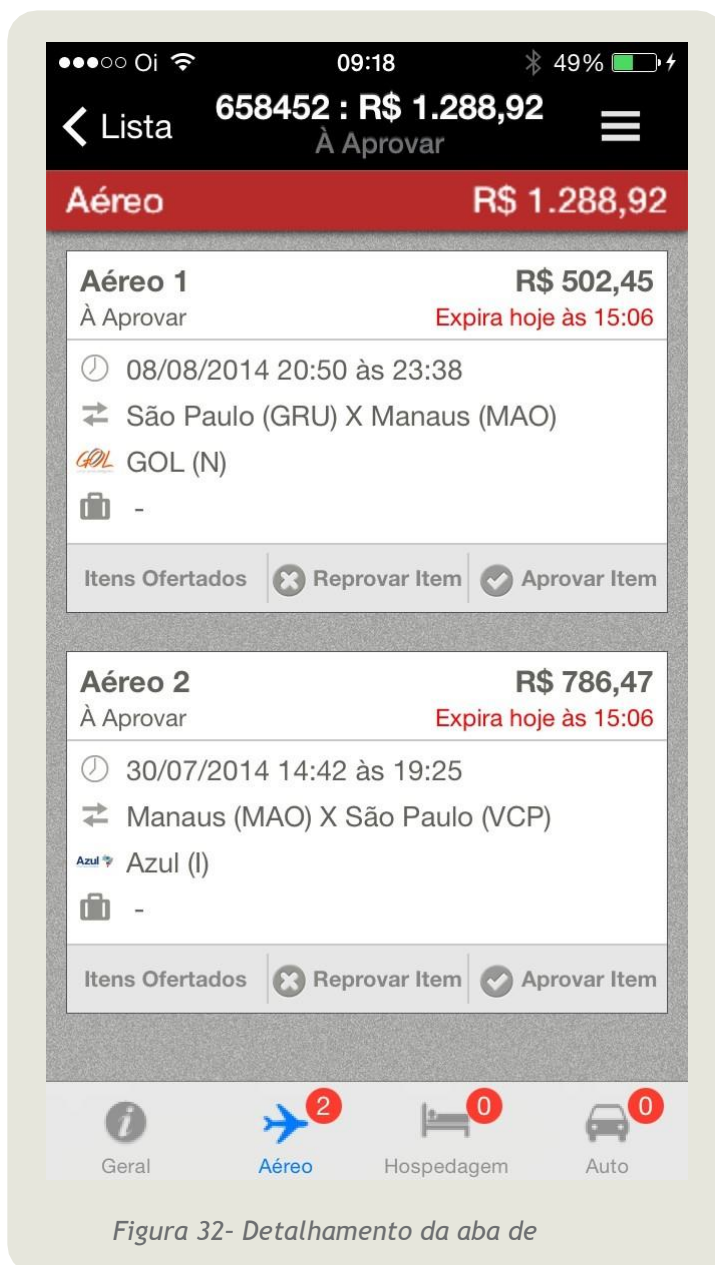 Oi 09:18 49%
Lista 658452 : R$ 1.288,92
À Aprovar
Aéreo R$ 1.288,92
Aéreo 1 R$ 502,45
À Aprovar Expira hoje às 15:06
08/08/2014 20:50 às 23:38
São Paulo (GRU) X Manaus (MAO)
GOL GOL (N)
-
Itens Ofertados Reprovar Item Aprovar Item
Aéreo 2 R$ 786,47
À Aprovar Expira hoje às 15:06
30/07/2014 14:42 às 19:25
Manaus (MAO) X São Paulo (VCP)
Azul Azul (I)
-
Itens Ofertados Reprovar Item Aprovar Item
2 0 0
Geral Aéreo Hospedagem Auto
Figura 32- Detalhamento da aba de